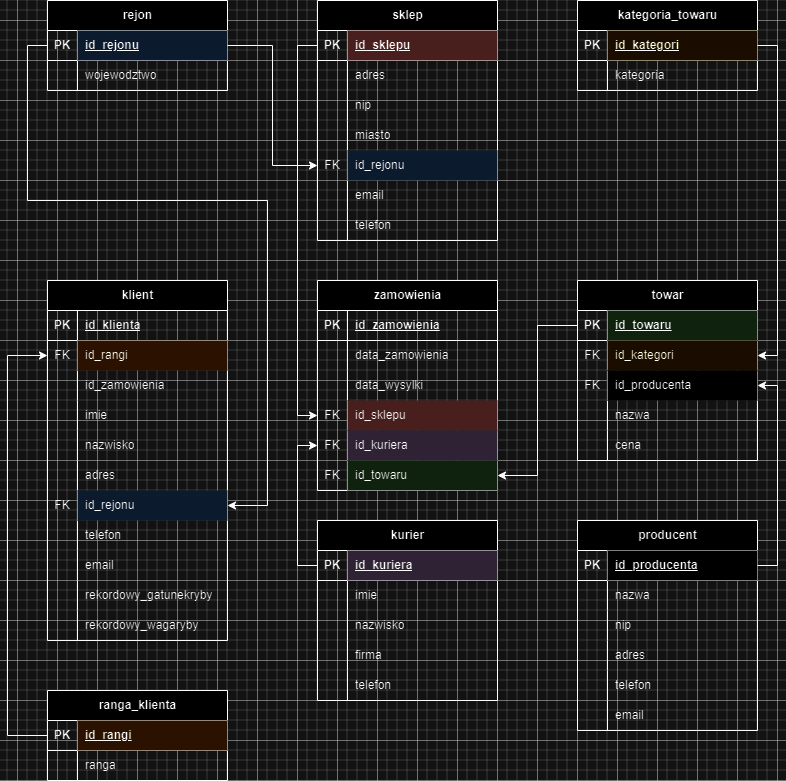 rejon
PK id_rejonu
wojewodztwo
sklep
PK id_sklepu
adres
nip
miasto
FK id_rejonu
email
telefon
kategoria_towaru
PK id_kategori
kategoria
klient
PK id_klienta
FK id_rangi
id_zamowienia
imie
nazwisko
adres
FK id_rejonu
telefon
email
rekordowy_gatunekryby
rekordowy_wagaryby
zamowienia
PK id_zamowienia
data_zamowienia
data_wysylki
FK id_sklepu
FK id_kuriera
FK id_towaru
towar
PK id_towaru
FK id_kategori
FK id_producenta
nazwa
cena
kurier
PK id_kuriera
imie
nazwisko
firma
telefon
producent
PK id_producenta
nazwa
nip
adres
telefon
email
ranga_klienta
PK id_rangi
ranga